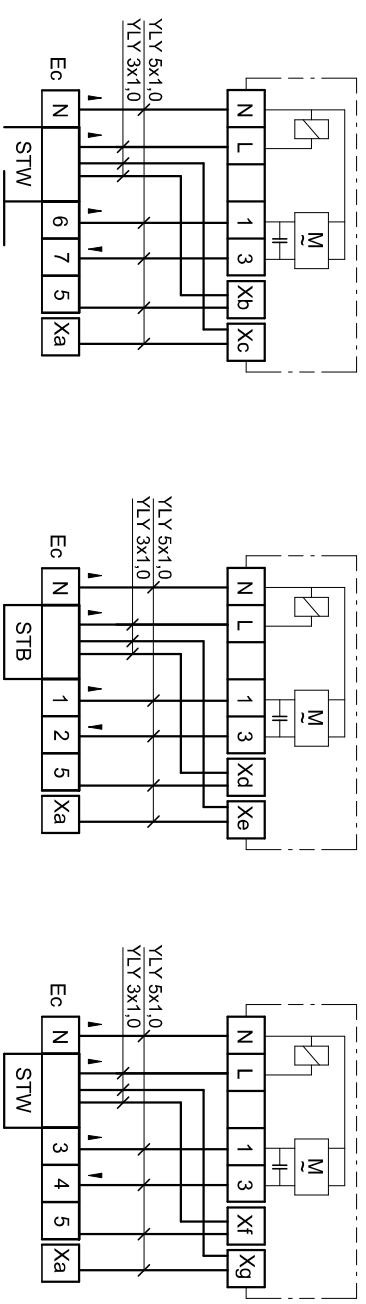 YLY 5x1,0
YLY 3x1,0
N L 1 3 Xb Xc
M
~
Ec
N 6 7 5 Xa
STW
YLY 5x1,0
YLY 3x1,0
N L 1 3 Xd Xe
M
~
Ec
N 1 2 5 Xa
STB
YLY 5x1,0
YLY 3x1,0
N L 1 3 Xf Xg
M
~
Ec
N 3 4 5 Xa
STW